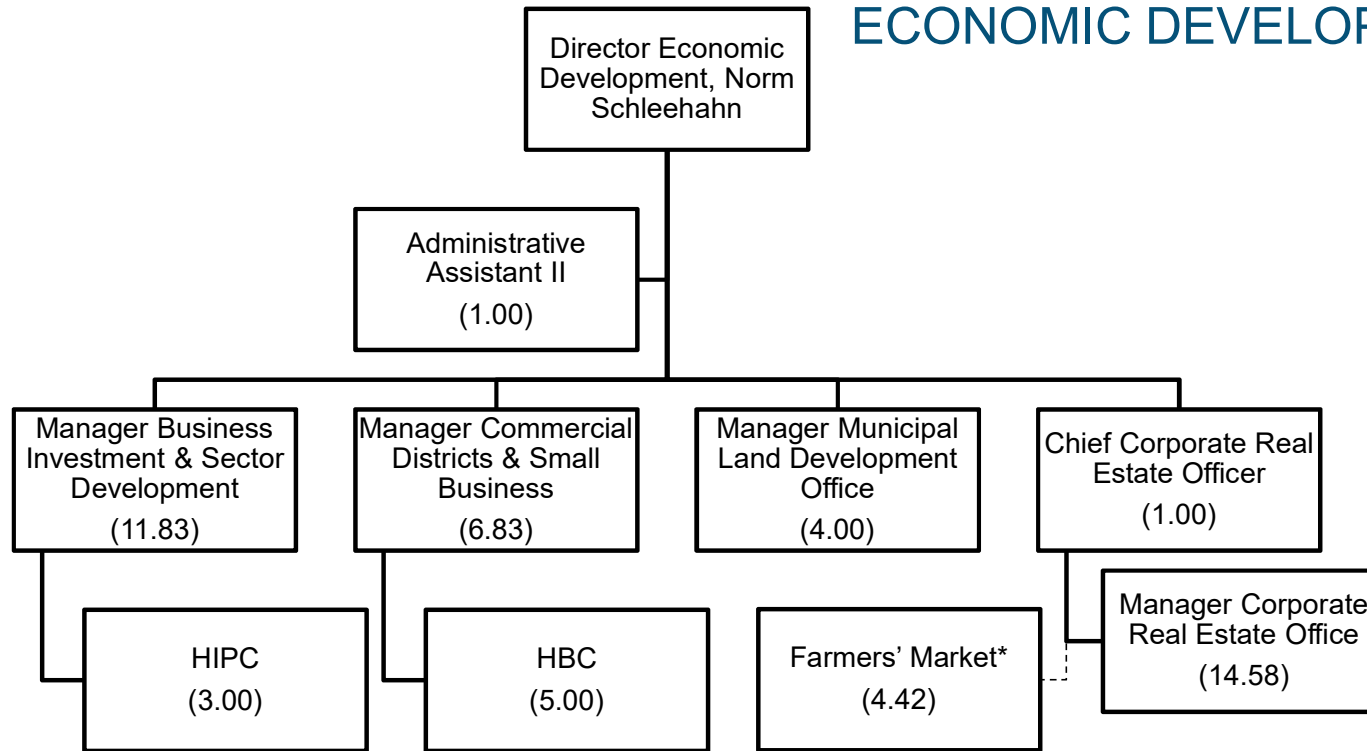 ECONOMIC DEVELOP
Director Economic
Development, Norm
Schleehahn
Administrative
Assistant II
(1.00)
Manager Business
Investment & Sector
Development
(11.83)
Manager Commercial
Districts & Small
Business
(6.83)
Manager Municipal
Land Development
Office
(4.00)
Chief Corporate Real
Estate Officer
(1.00)
HIPC
(3.00)
HBC
(5.00)
Farmers’ Market*
(4.42)
Manager Corporate
Real Estate Office
(14.58)